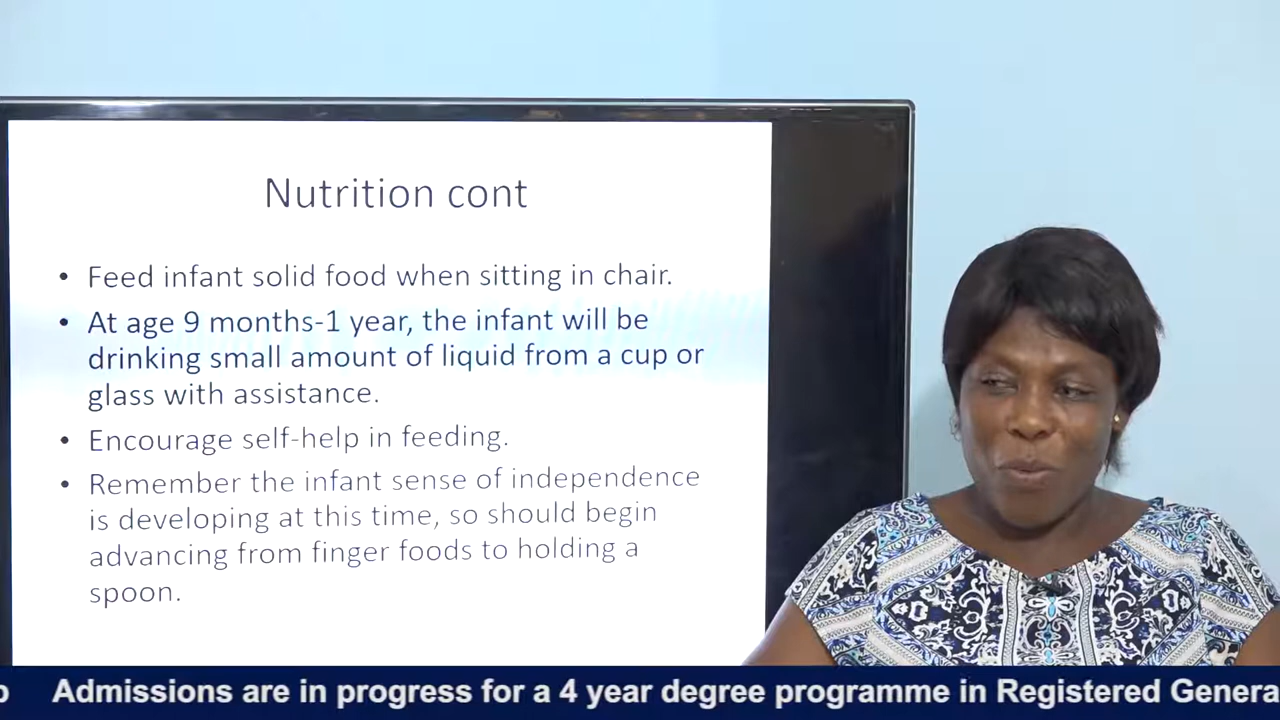 Nutrition cont
• Feed infant solid food when sitting in chair.
• At age 9 months-1 year, the infant will be
drinking small amount of liquid from a cup or
glass with assistance.
• Encourage self-help in feeding.
• Remember the infant sense of independence
is developing at this time, so should begin
advancing from finger foods to holding a
spoon.
Admissions are in progress for a 4 year degree programme in Registered Genera